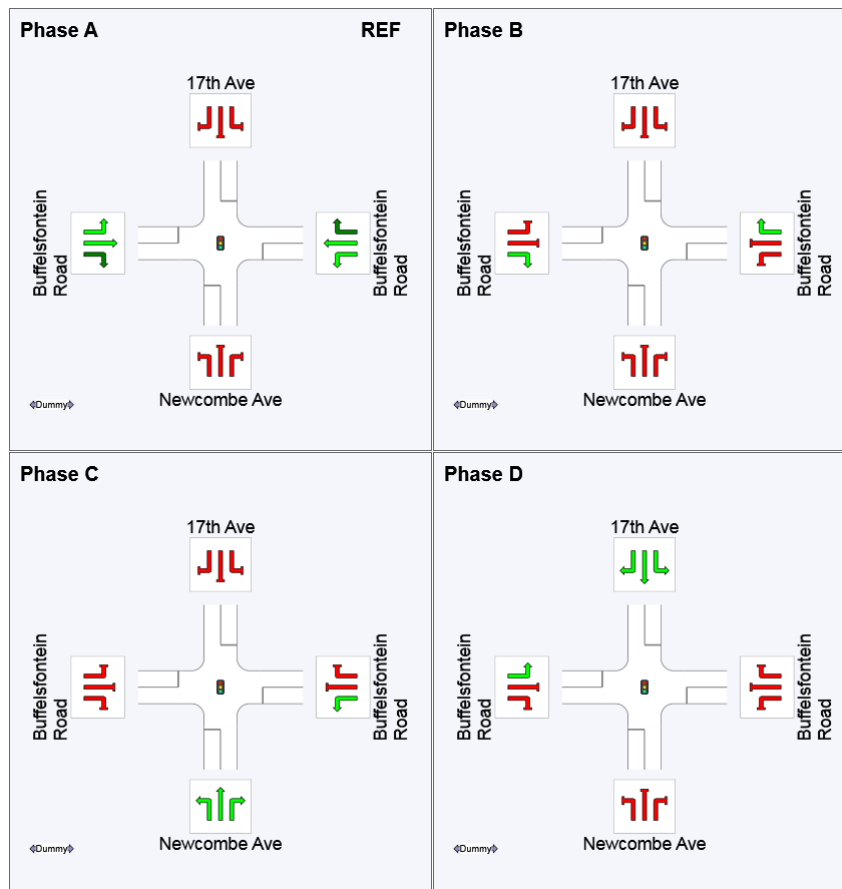 Phase A
REF
17th Ave
Buffelsfontein
Road
Buffelsfontein
Road
Newcombe Ave
Dummy
Phase B
17th Ave
Buffelsfontein
Road
Buffelsfontein
Road
Newcombe Ave
Dummy
Phase C
17th Ave
Buffelsfontein
Road
Buffelsfontein
Road
Newcombe Ave
Dummy
Phase D
17th Ave
Buffelsfontein
Road
Buffelsfontein
Road
Newcombe Ave
Dummy